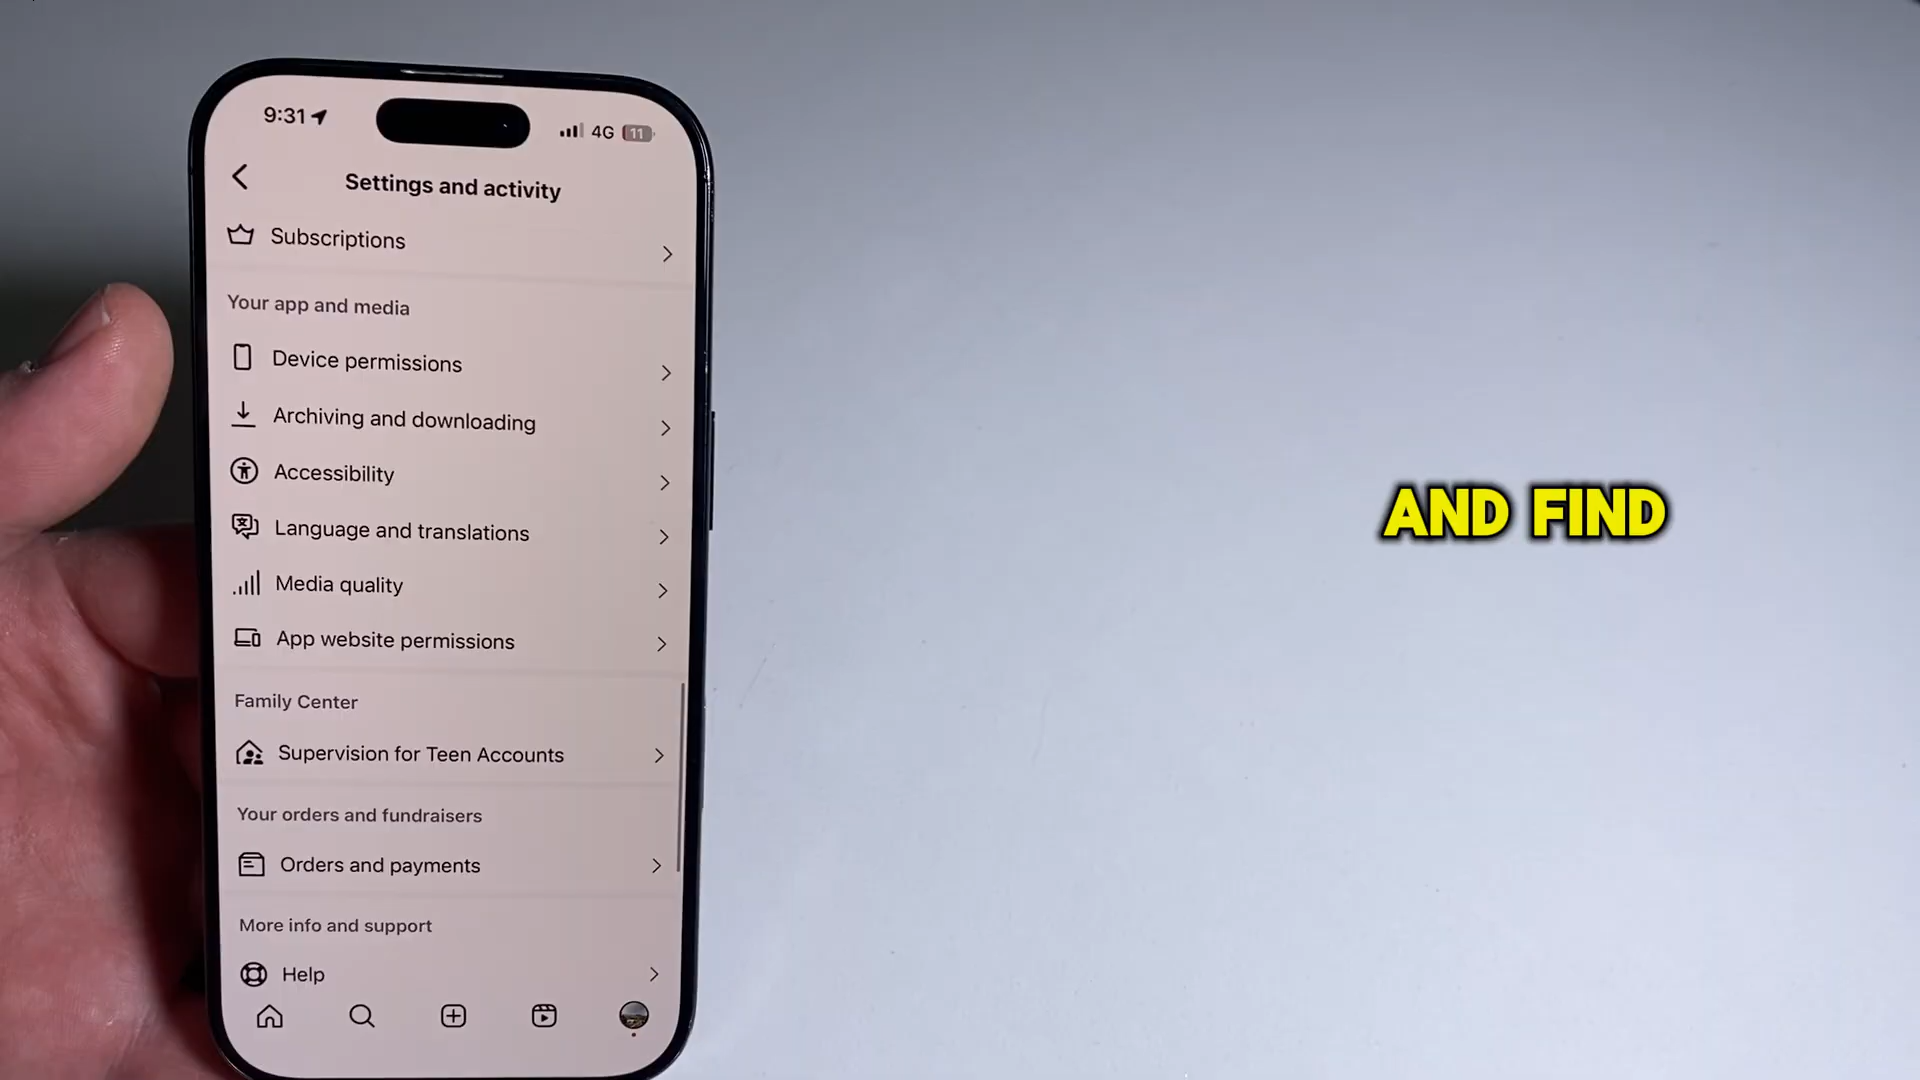 9:31
4G
11
Settings and activity
Subscriptions
Your app and media
Device permissions
Archiving and downloading
Accessibility
Language and translations
Media quality
App website permissions
Family Center
Supervision for Teen Accounts
Your orders and fundraisers
Orders and payments
More info and support
Help
AND FIND